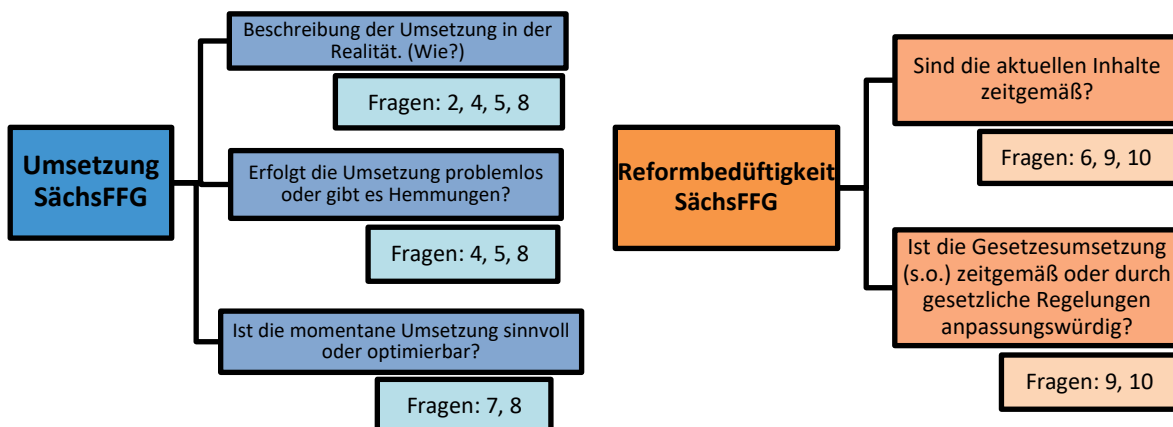 Umsetzung
SächsFFG
Beschreibung der Umsetzung in der
Realität. (Wie?)
Fragen: 2, 4, 5, 8
Erfolgt die Umsetzung problemlos
oder gibt es Hemmungen?
Fragen: 4, 5, 8
Ist die momentane Umsetzung sinnvoll
oder optimierbar?
Fragen: 7, 8
Reformbedüftigkeit
SächsFFG
Sind die aktuellen Inhalte
zeitgemäß?
Fragen: 6, 9, 10
Ist die Gesetzesumsetzung
(s.o.) zeitgemäß oder durch
gesetzliche Regelungen
anpassungswürdig?
Fragen: 9, 10